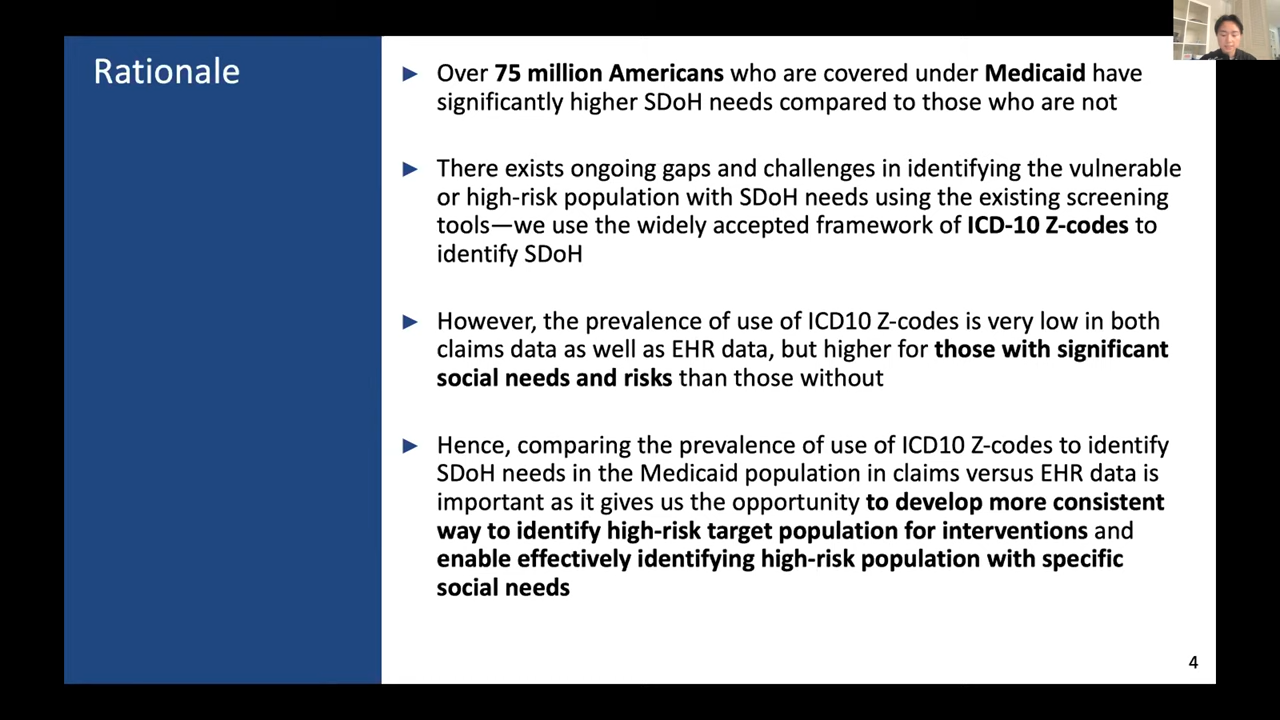 Rationale
► Over 75 million Americans who are covered under Medicaid have
significantly higher SDoH needs compared to those who are not
► There exists ongoing gaps and challenges in identifying the vulnerable
or high-risk population with SDoH needs using the existing screening
tools—we use the widely accepted framework of ICD-10 Z-codes to
identify SDoH
► However, the prevalence of use of ICD10 Z-codes is very low in both
claims data as well as EHR data, but higher for those with significant
social needs and risks than those without
► Hence, comparing the prevalence of use of ICD10 Z-codes to identify
SDoH needs in the Medicaid population in claims versus EHR data is
important as it gives us the opportunity to develop more consistent
way to identify high-risk target population for interventions and
enable effectively identifying high-risk population with specific
social needs
4